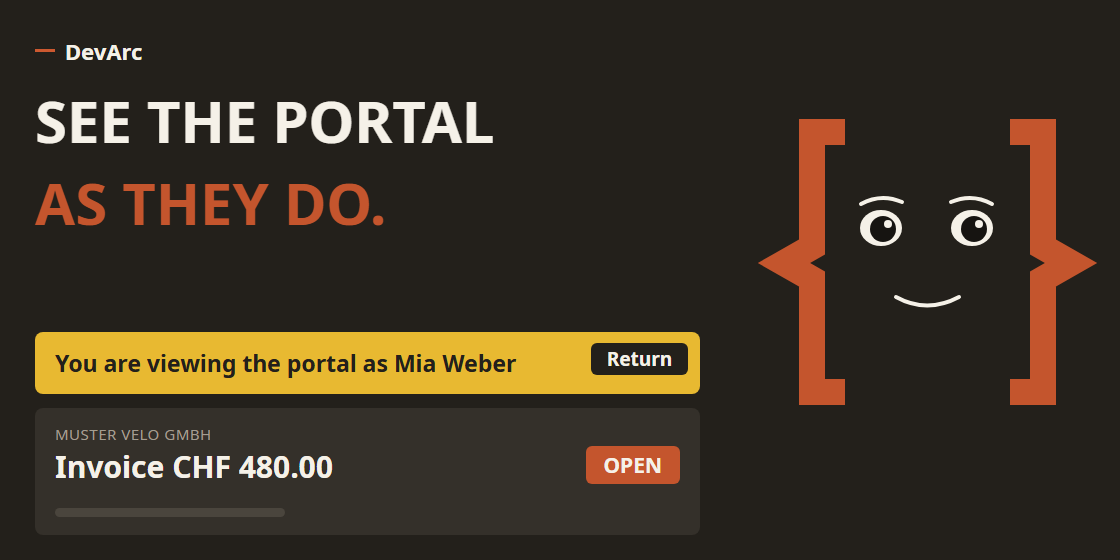 DevArc
SEE THE PORTAL
AS THEY DO.
You are viewing the portal as Mia Weber
Return
MUSTER VELO GMBH
Invoice CHF 480.00
OPEN